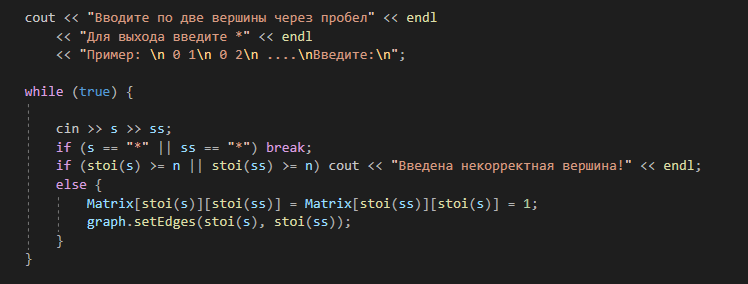 cout << "Вводите по две вершины через пробел" << endl
<< "Для выхода введите *" << endl
<< "Пример: \n 0 1\n 0 2\n ....\nВведите:\n";
while (true) {
cin >> s >> ss;
if (s == "*" || ss == "*") break;
if (stoi(s) >= n || stoi(ss) >= n) cout << "Введена некорректная вершина!" << endl;
else {
Matrix[stoi(s)][stoi(ss)] = Matrix[stoi(ss)][stoi(s)] = 1;
graph.setEdges(stoi(s), stoi(ss));
}
}